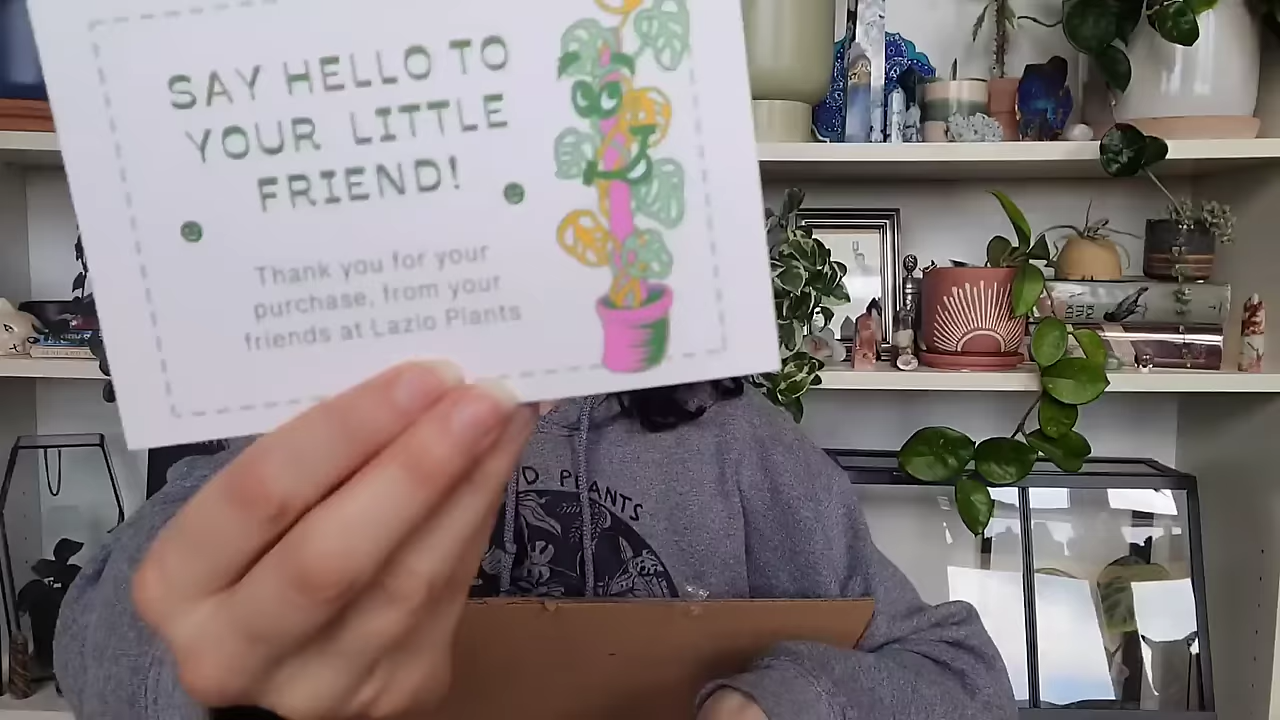 SAY HELLO TO
YOUR LITTLE
FRIEND!
Thank you for your
purchase, from your
friends at Lazio Plants
D PLANTS